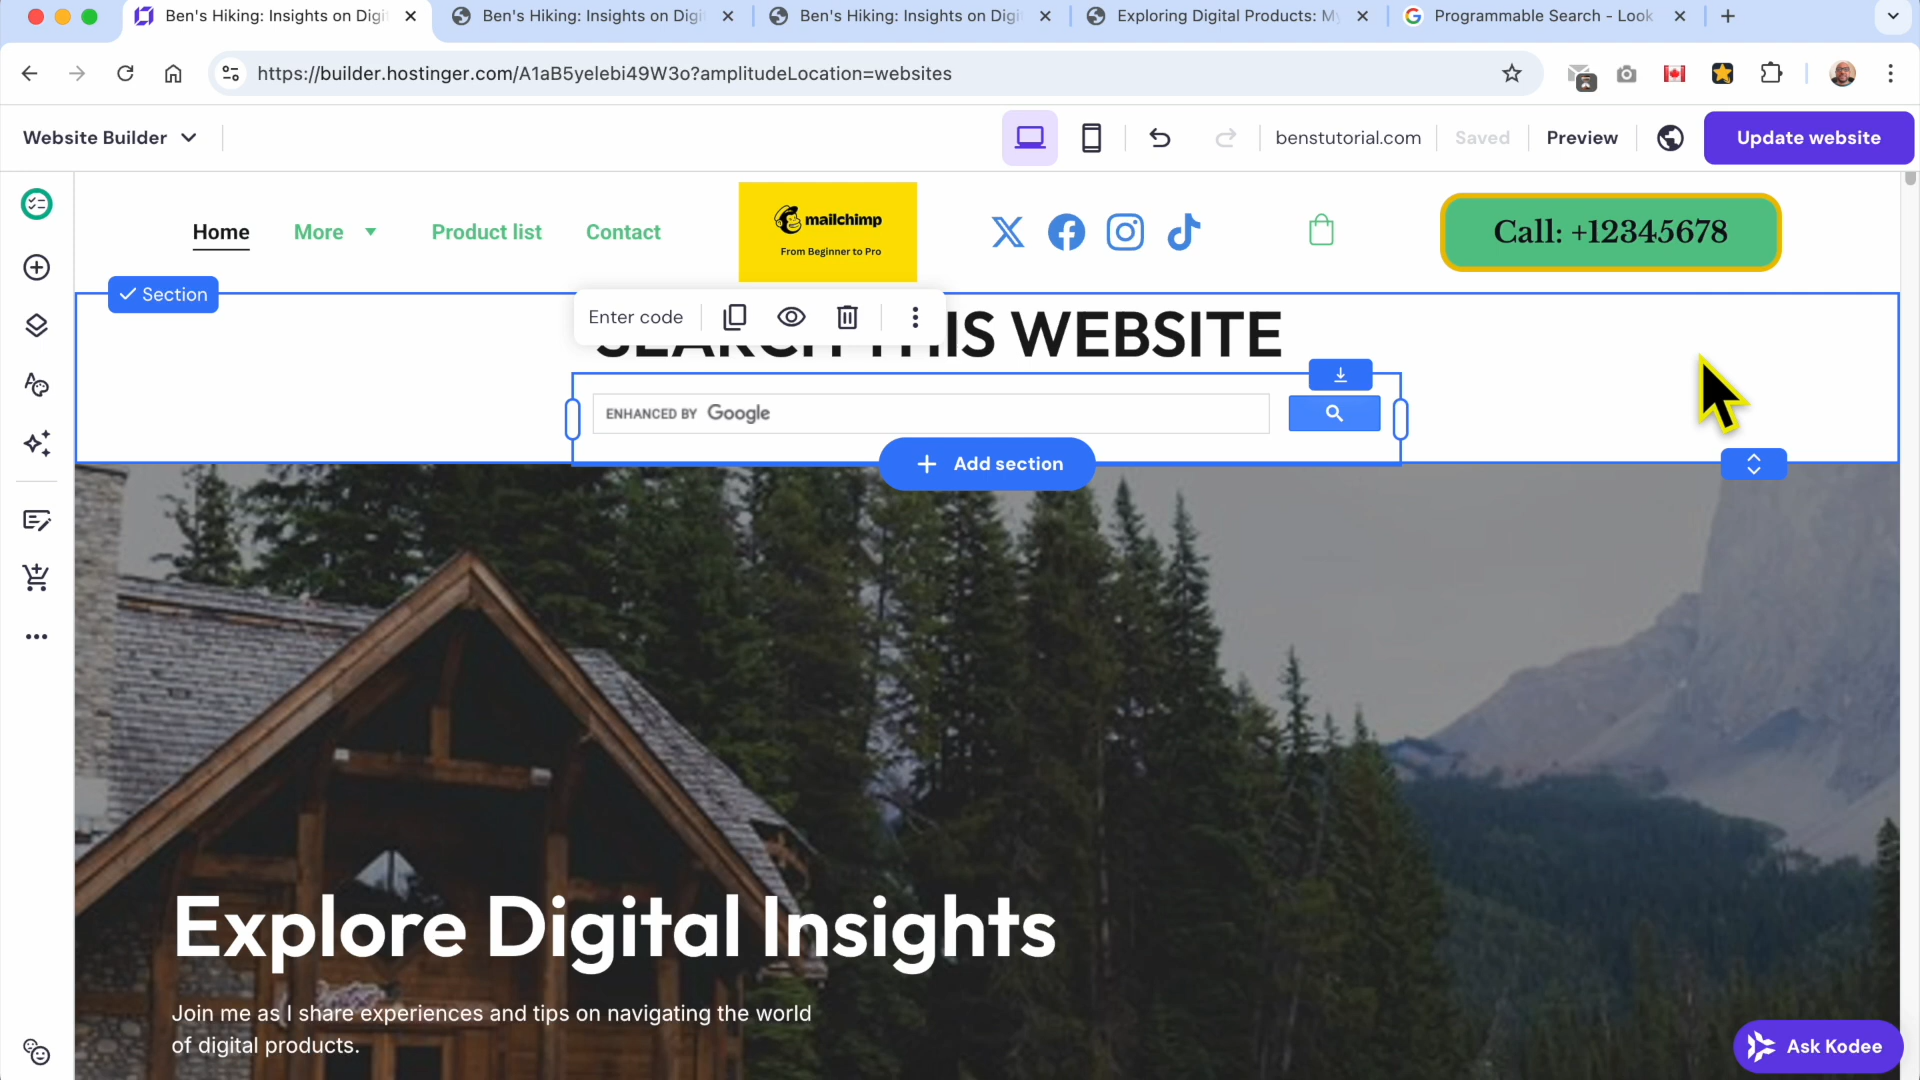 Ben's Hiking: Insights on Digi
Ben's Hiking: Insights on Digi
Ben's Hiking: Insights on Digi
Exploring Digital Products: My
Programmable Search - Look
https://builder.hostinger.com/A1aB5yelebi49W3o?amplitudeLocation=websites
Website Builder
benstutorial.com
Saved
Preview
Update website
Home
More
Product list
Contact
mailchimp
From Beginner to Pro
Call: +12345678
Section
Enter code
SEARCH THIS WEBSITE
ENHANCED BY Google
Add section
Explore Digital Insights
Join me as I share experiences and tips on navigating the world
of digital products.
Ask Kodee